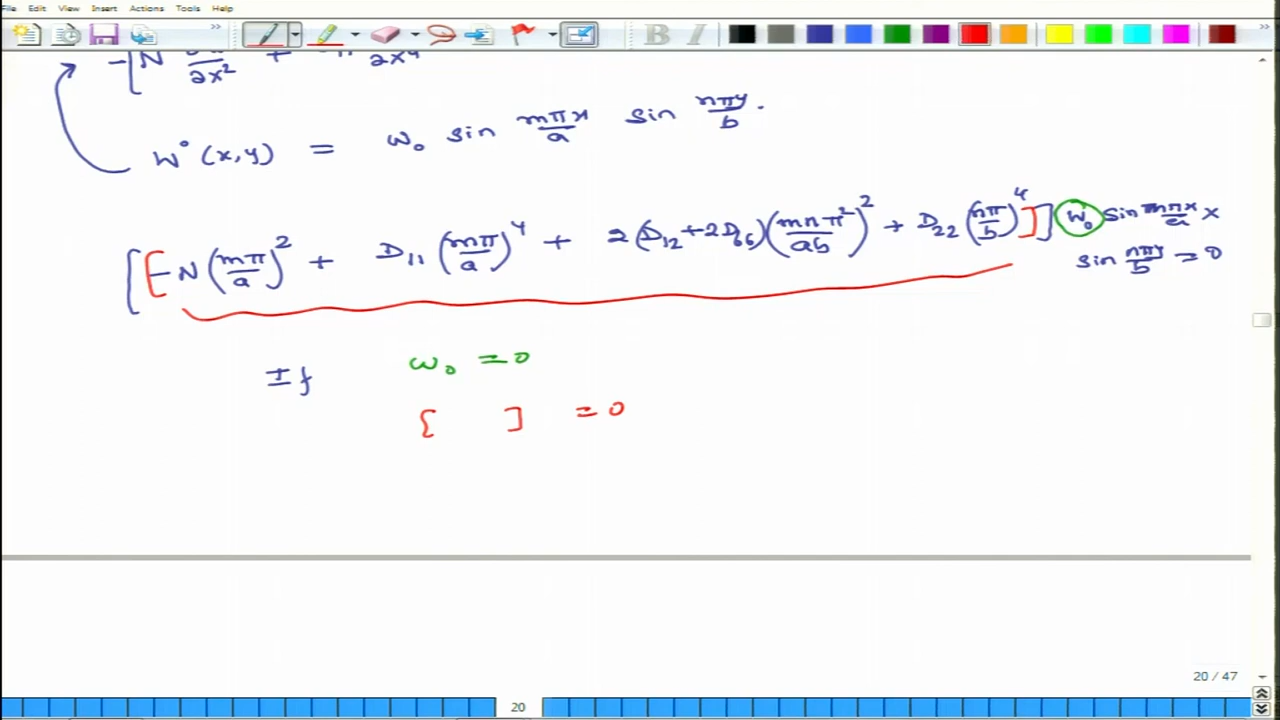 File Edit View Insert Actions Tools Help
B I
-[N ∂x² + ∂x⁴
w°(x,y) = w₀ sin mπx/a sin nπy/b .
[[-N(mπ/a)² + D₁₁(mπ/a)⁴ + 2(D₁₂+2D₆₆)(mnπ²/ab)² + D₂₂(nπ/b)⁴]] w₀ sin mπx/a x
sin nπy/b = 0
If w₀ = 0
{ ] = 0
20 / 47
20